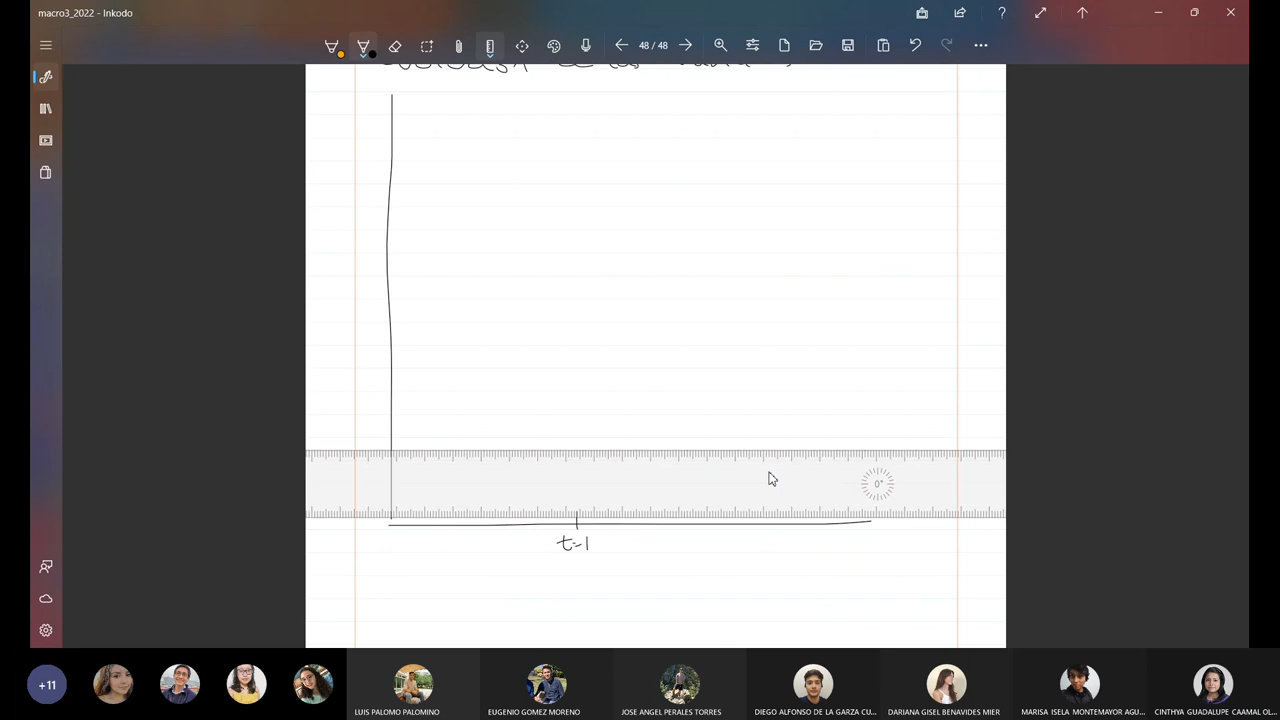 macro3_2022 - Inkodo
48 / 48
0°
t=1
+11
LUIS PALOMO PALOMINO
EUGENIO GOMEZ MORENO
JOSE ANGEL PERALES TORRES
DIEGO ALFONSO DE LA GARZA CU...
DARIANA GISEL BENAVIDES MIER
MARISA ISELA MONTEMAYOR AGU...
CINTHYA GUADALUPE CAAMAL OL...